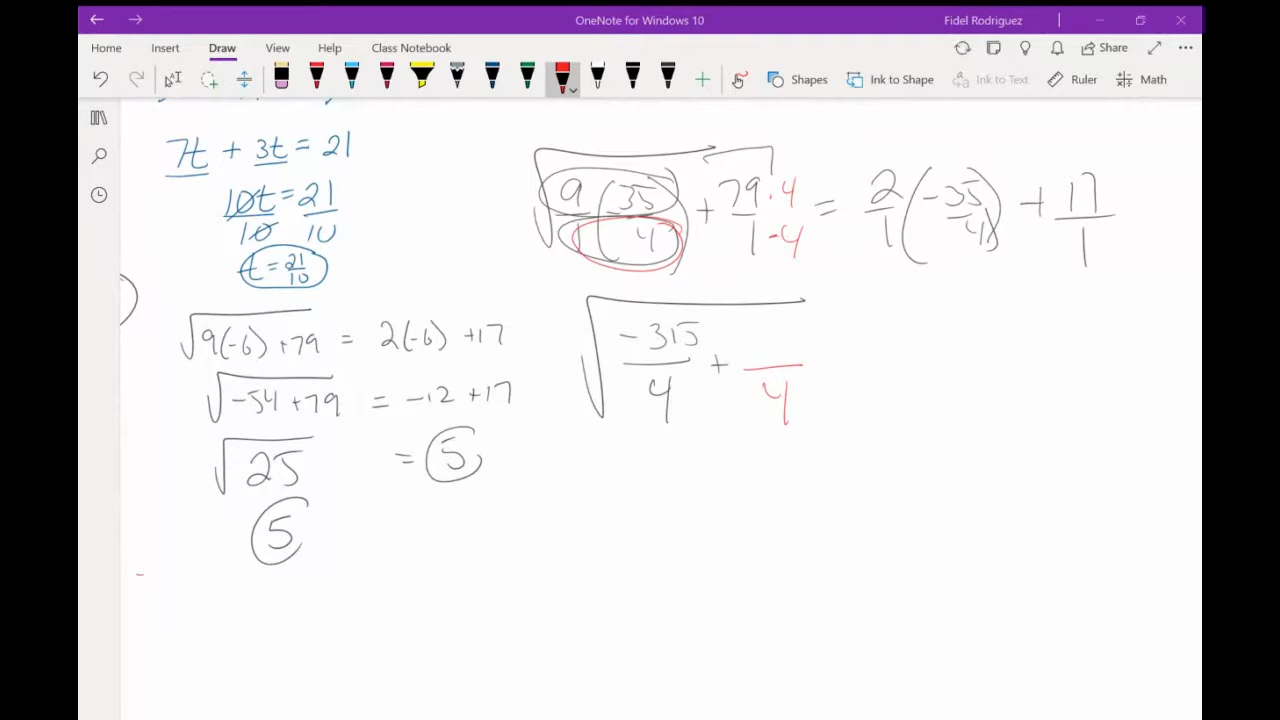 OneNote for Windows 10
Fidel Rodriguez
Home Insert Draw View Help Class Notebook Share
Shapes Ink to Shape Ink to Text Ruler Math
7t + 3t = 21
10t = 21
10 10
t = 21/10
√(9(-6) + 79) = 2(-6) + 17
√(-54 + 79) = -12 + 17
√25 = 5
5
√(9/1 (35/4) + 79·4/1·4) = 2/1 (-35/4) + 17/1
√(-315/4 + /4)